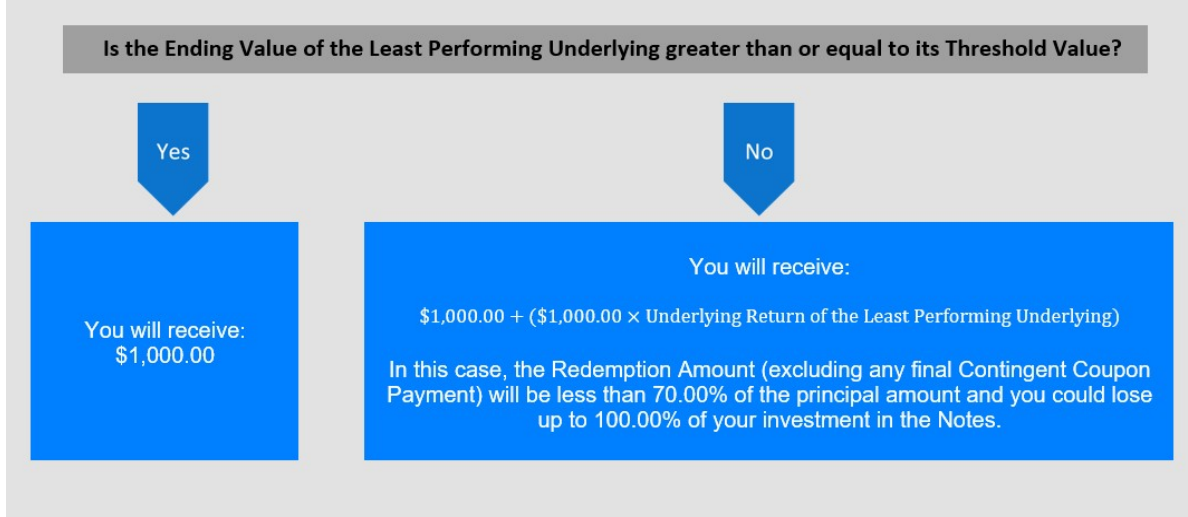 Is the Ending Value of the Least Performing Underlying greater than or equal to its Threshold Value?
Yes
No
You will receive:
$1,000.00
You will receive:
$1,000.00 + ($1,000.00 × Underlying Return of the Least Performing Underlying)
In this case, the Redemption Amount (excluding any final Contingent Coupon
Payment) will be less than 70.00% of the principal amount and you could lose
up to 100.00% of your investment in the Notes.